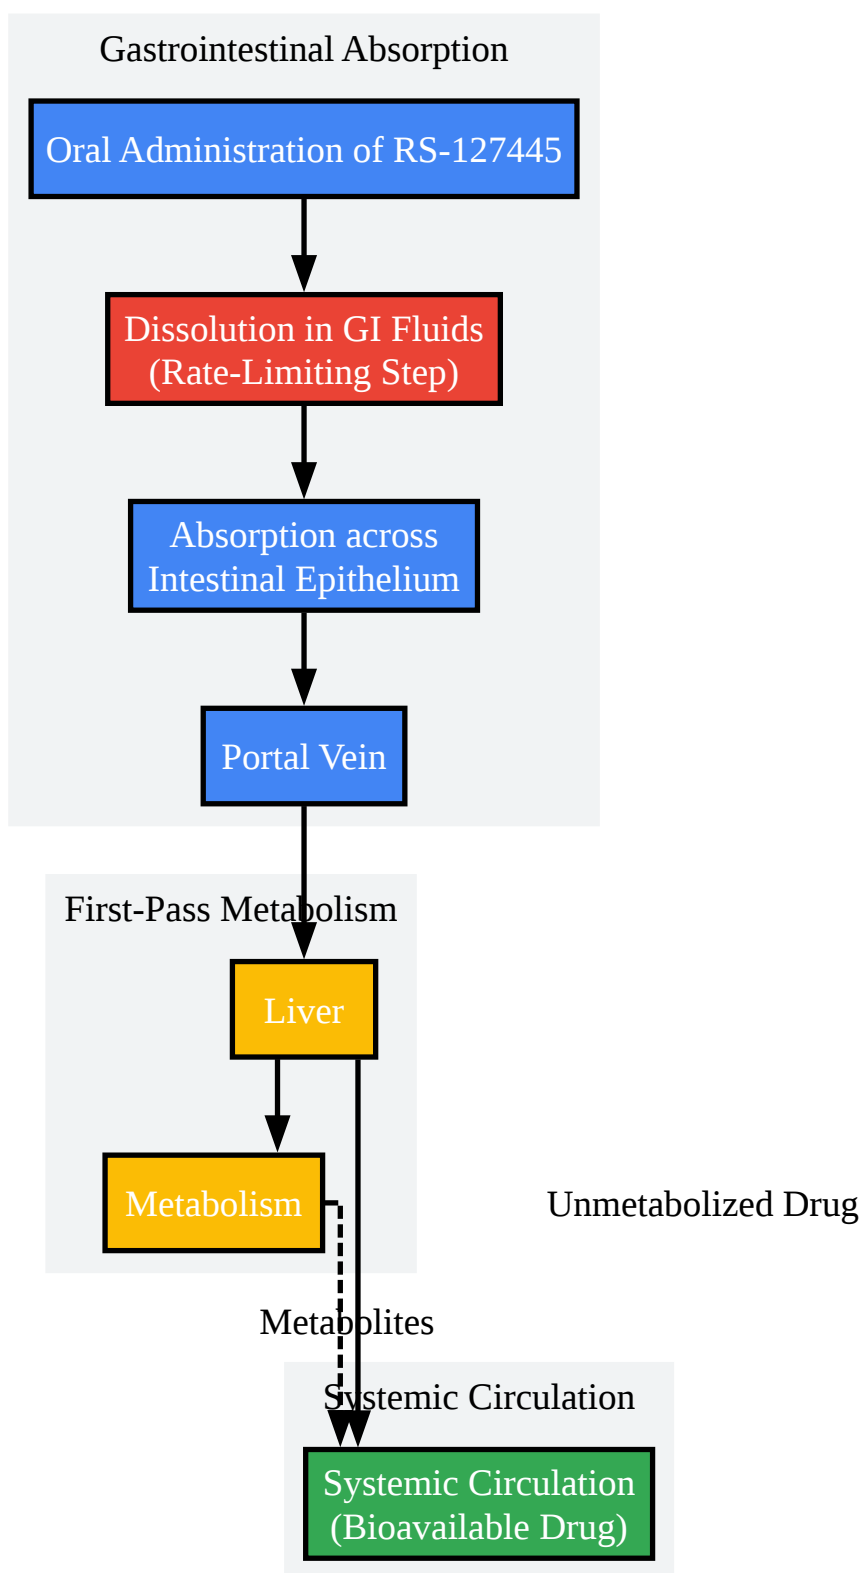 Gastrointestinal Absorption
Oral Administration of RS-127445
Dissolution in GI Fluids
(Rate-Limiting Step)
Absorption across
Intestinal Epithelium
Portal Vein
First-Pass Metabolism
Liver
Metabolism
Unmetabolized Drug
Metabolites
Systemic Circulation
Systemic Circulation
(Bioavailable Drug)